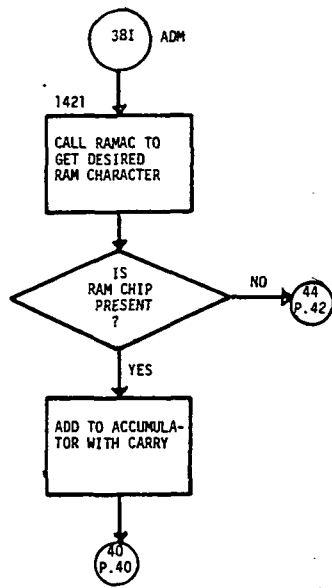 38I ADM
1421
CALL RAMAC TO
GET DESIRED
RAM CHARACTER
IS
RAM CHIP
PRESENT
?
NO
44
P.42
YES
ADD TO ACCUMULA-
TOR WITH CARRY
40
P.40